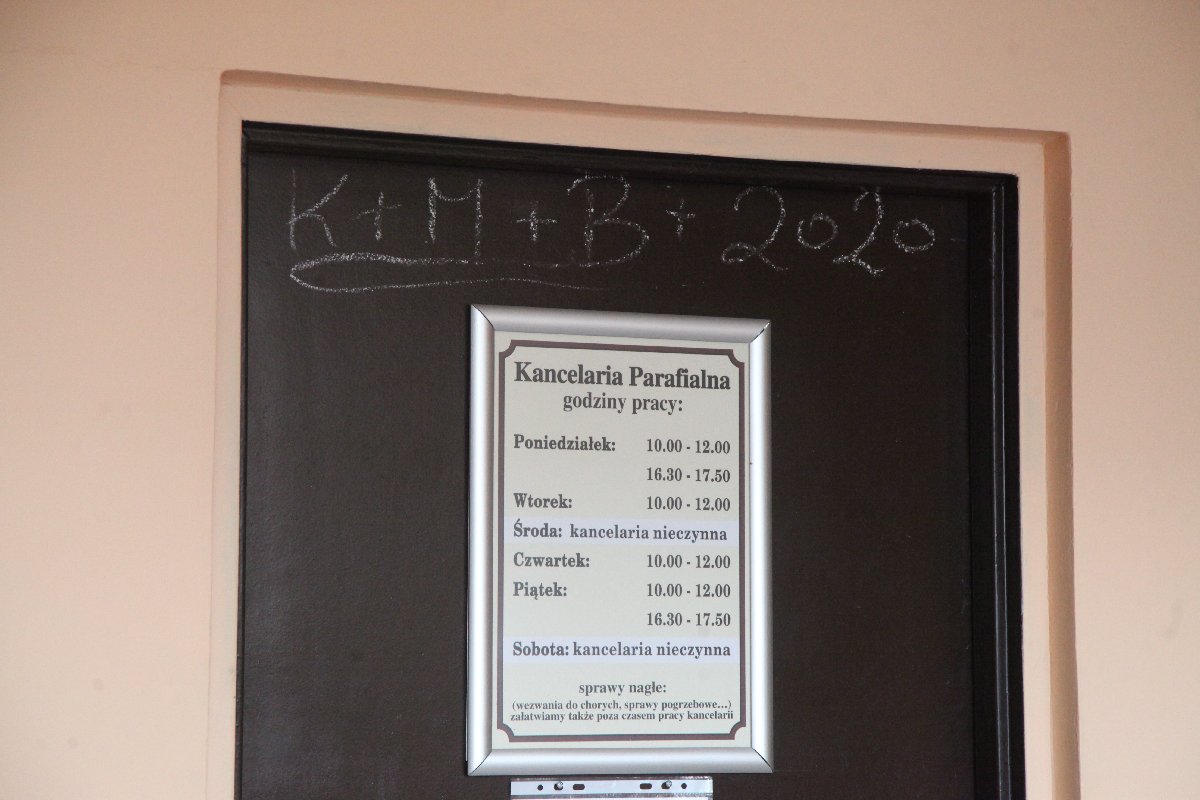 K+M+B+2020
Kancelaria Parafialna
godziny pracy:
Poniedziałek: 10.00 - 12.00
16.30 - 17.50
Wtorek: 10.00 - 12.00
Środa: kancelaria nieczynna
Czwartek: 10.00 - 12.00
Piątek: 10.00 - 12.00
16.30 - 17.50
Sobota: kancelaria nieczynna
sprawy nagłe:
(wezwania do chorych, sprawy pogrzebowe...)
załatwiamy także poza czasem pracy kancelarii